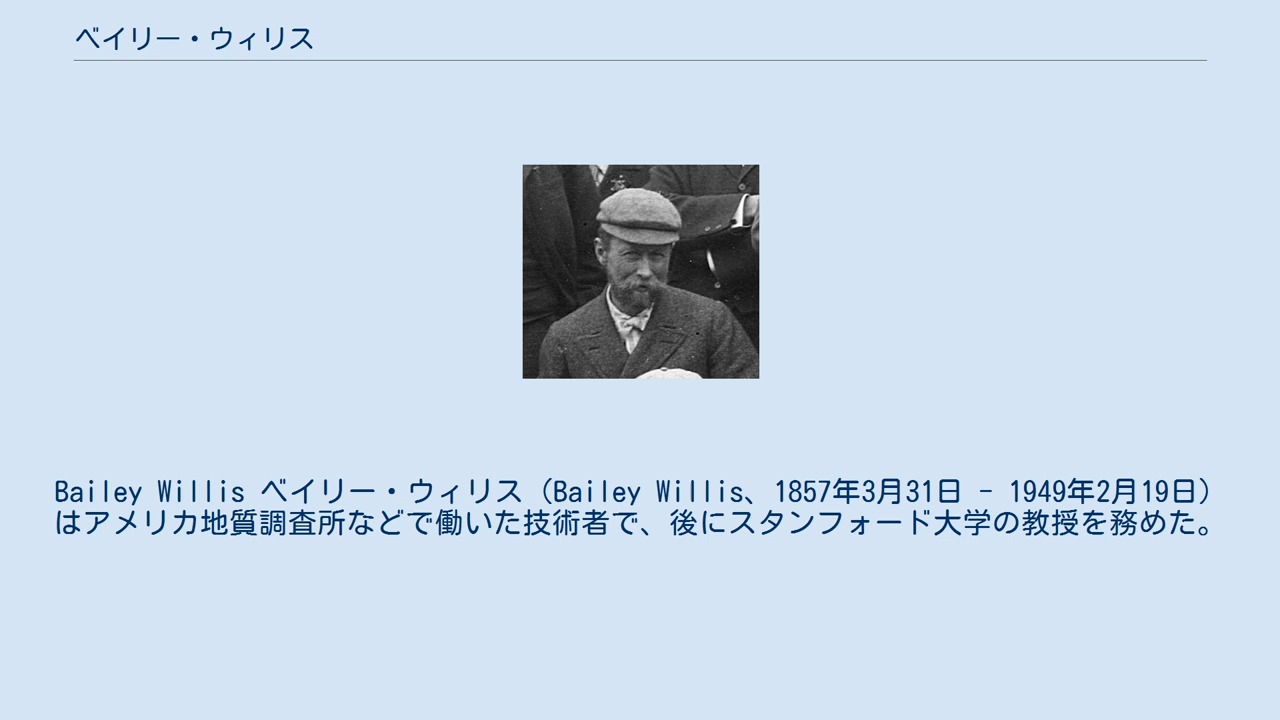 ベイリー・ウィリス
Bailey Willis ベイリー・ウィリス（Bailey Willis、1857年3月31日 - 1949年2月19日）
はアメリカ地質調査所などで働いた技術者で、後にスタンフォード大学の教授を務めた。